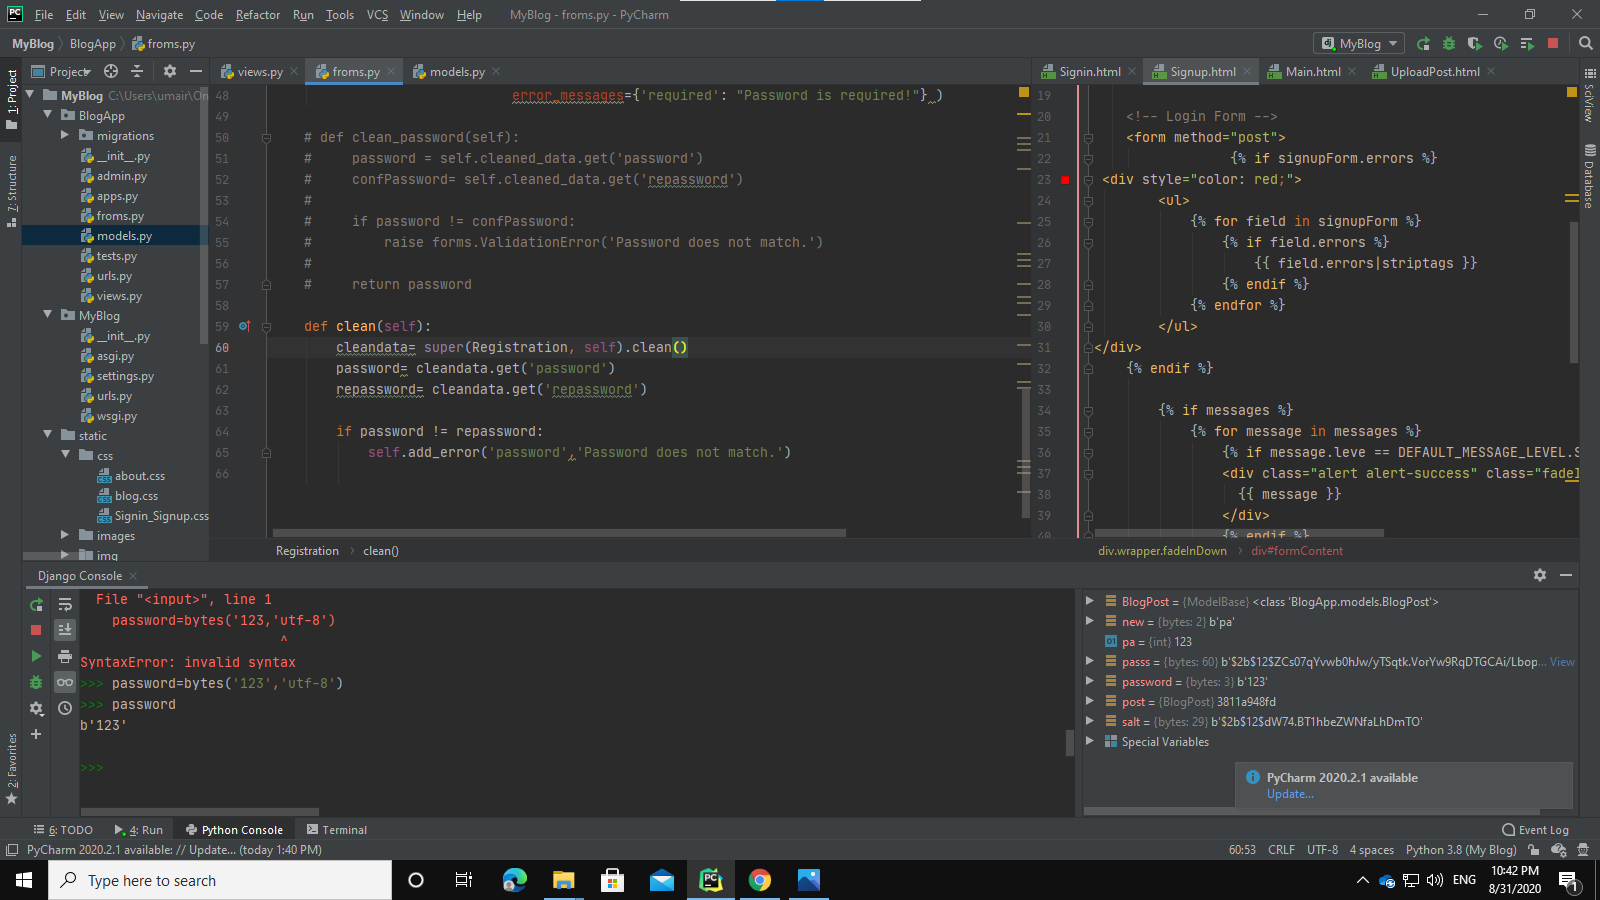 File Edit View Navigate Code Refactor Run Tools VCS Window Help MyBlog - froms.py - PyCharm
MyBlog BlogApp froms.py
MyBlog
1: Project
7: Structure
2: Favorites
Project
MyBlog C:\Users\umair\On
BlogApp
migrations
__init__.py
admin.py
apps.py
froms.py
models.py
tests.py
urls.py
views.py
MyBlog
__init__.py
asgi.py
settings.py
urls.py
wsgi.py
static
css
about.css
blog.css
Signin_Signup.css
images
img
views.py froms.py models.py
48 error_messages={'required': "Password is required!"} )
49
50 # def clean_password(self):
51 #     password = self.cleaned_data.get('password')
52 #     confPassword= self.cleaned_data.get('repassword')
53 #
54 #     if password != confPassword:
55 #         raise forms.ValidationError('Password does not match.')
56 #
57 #     return password
58
59 def clean(self):
60 cleandata= super(Registration, self).clean()
61 password= cleandata.get('password')
62 repassword= cleandata.get('repassword')
63
64 if password != repassword:
65 self.add_error('password','Password does not match.')
66
Registration clean()
Signin.html Signup.html Main.html UploadPost.html
19
20 <!-- Login Form -->
21 <form method="post">
22 {% if signupForm.errors %}
23 <div style="color: red;">
24 <ul>
25 {% for field in signupForm %}
26 {% if field.errors %}
27 {{ field.errors|striptags }}
28 {% endif %}
29 {% endfor %}
30 </ul>
31 </div>
32 {% endif %}
33
34 {% if messages %}
35 {% for message in messages %}
36 {% if message.leve == DEFAULT_MESSAGE_LEVEL.S
37 <div class="alert alert-success" class="fadeI
38 {{ message }}
39 </div>
40 {% endif %}
div.wrapper.fadeInDown div#formContent
SciView
Database
Django Console
File "<input>", line 1
password=bytes('123,'utf-8')
^
SyntaxError: invalid syntax
>>> password=bytes('123','utf-8')
>>> password
b'123'
>>>
BlogPost = {ModelBase} <class 'BlogApp.models.BlogPost'>
new = {bytes: 2} b'pa'
01 pa = {int} 123
passs = {bytes: 60} b'$2b$12$ZCs07qYvwb0hJw/yTSqtk.VorYw9RqDTGCAi/Lbop... View
password = {bytes: 3} b'123'
post = {BlogPost} 3811a948fd
salt = {bytes: 29} b'$2b$12$dW74.BT1hbeZWNfaLhDmTO'
Special Variables
PyCharm 2020.2.1 available
Update...
6: TODO 4: Run Python Console Terminal Event Log
PyCharm 2020.2.1 available: // Update... (today 1:40 PM) 60:53 CRLF UTF-8 4 spaces Python 3.8 (My Blog)
Type here to search
ENG
10:42 PM
8/31/2020
1